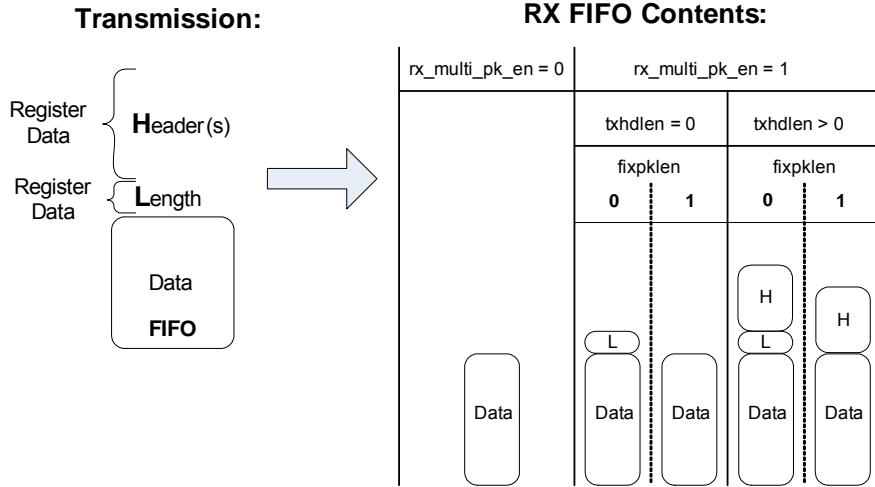 Transmission:
RX FIFO Contents:
rx_multi_pk_en = 0
rx_multi_pk_en = 1
Register
Data
Header(s)
txhdlen = 0
txhdlen > 0
fixpklen
fixpklen
Register
Data
Length
0
1
0
1
Data
FIFO
H
H
L
L
Data
Data
Data
Data
Data